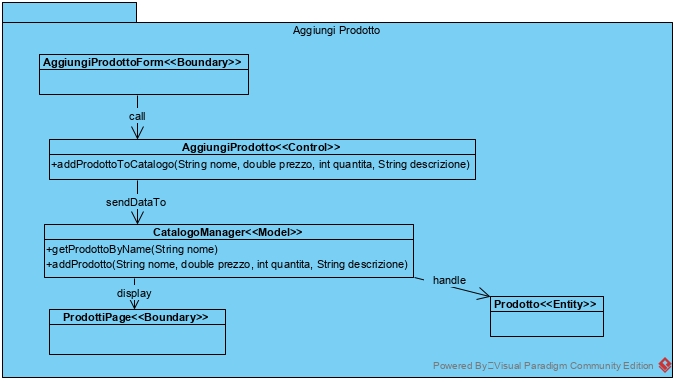 Aggiungi Prodotto
AggiungiProdottoForm<<Boundary>>
call
AggiungiProdotto<<Control>>
+addProdottoToCatalogo(String nome, double prezzo, int quantita, String descrizione)
sendDataTo
CatalogoManager<<Model>>
+getProdottoByName(String nome)
+addProdotto(String nome, double prezzo, int quantita, String descrizione)
handle
display
Prodotto<<Entity>>
ProdottiPage<<Boundary>>
Powered By Visual Paradigm Community Edition